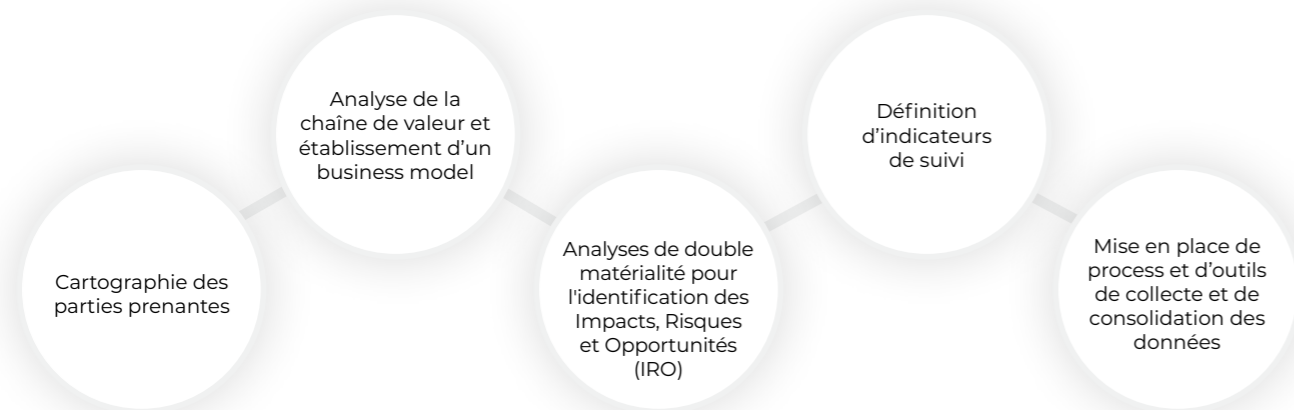 Cartographie des
parties prenantes
Analyse de la
chaîne de valeur et
établissement d’un
business model
Analyses de double
matérialité pour
l'identification des
Impacts, Risques
et Opportunités
(IRO)
Définition
d’indicateurs
de suivi
Mise en place de
process et d’outils
de collecte et de
consolidation des
données